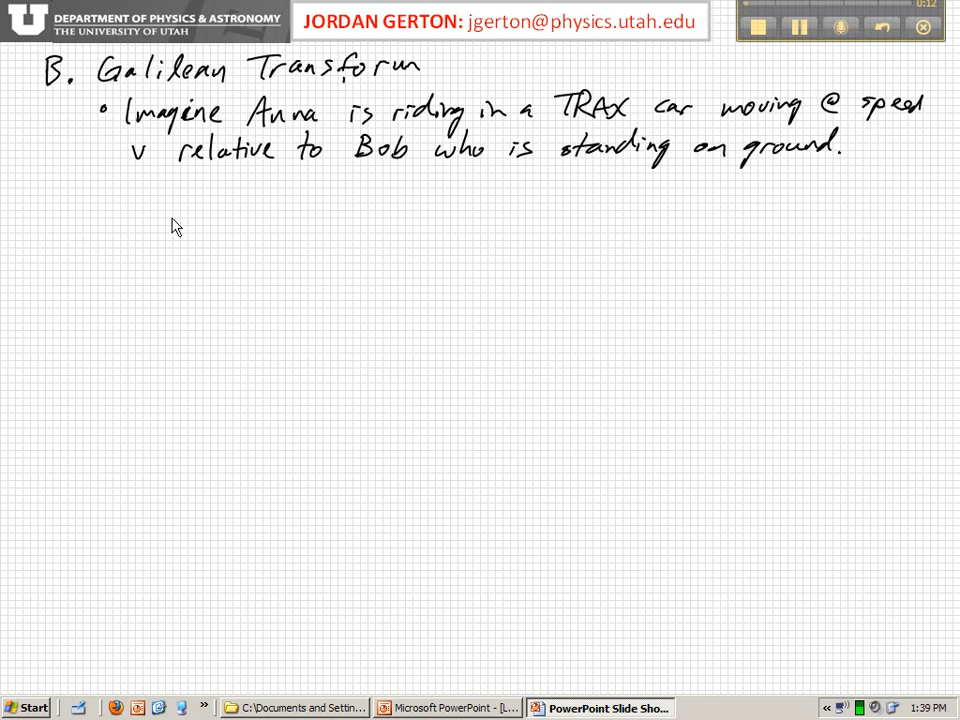 DEPARTMENT OF PHYSICS & ASTRONOMY
THE UNIVERSITY OF UTAH
JORDAN GERTON: jgerton@physics.utah.edu
0:12
B. Galilean Transform
• Imagine Anna is riding in a TRAX car moving @ speed
v relative to Bob who is standing on ground.
Start
»
C:\Documents and Settin...
Microsoft PowerPoint - [L...
PowerPoint Slide Sho...
«
1:39 PM